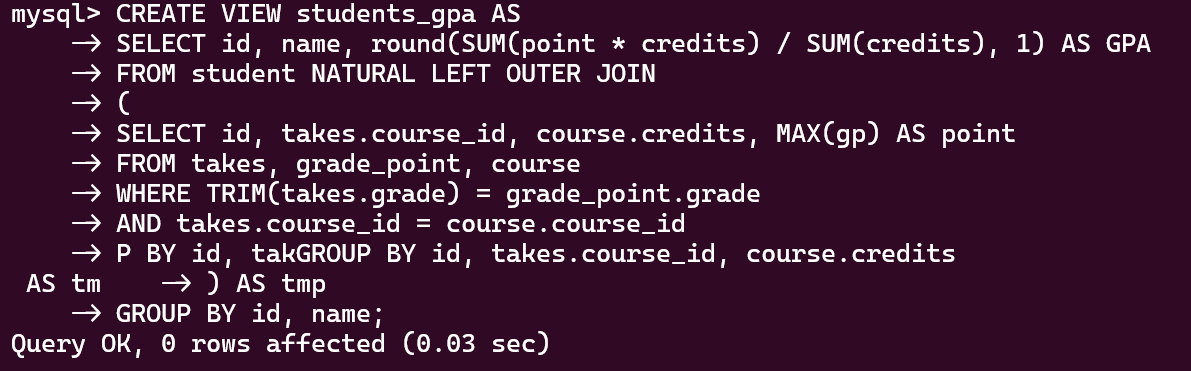 mysql> CREATE VIEW students_gpa AS
    -> SELECT id, name, round(SUM(point * credits) / SUM(credits), 1) AS GPA
    -> FROM student NATURAL LEFT OUTER JOIN
    -> (
    -> SELECT id, takes.course_id, course.credits, MAX(gp) AS point
    -> FROM takes, grade_point, course
    -> WHERE TRIM(takes.grade) = grade_point.grade
    -> AND takes.course_id = course.course_id
    -> P BY id, takGROUP BY id, takes.course_id, course.credits
 AS tm    -> ) AS tmp
    -> GROUP BY id, name;
Query OK, 0 rows affected (0.03 sec)